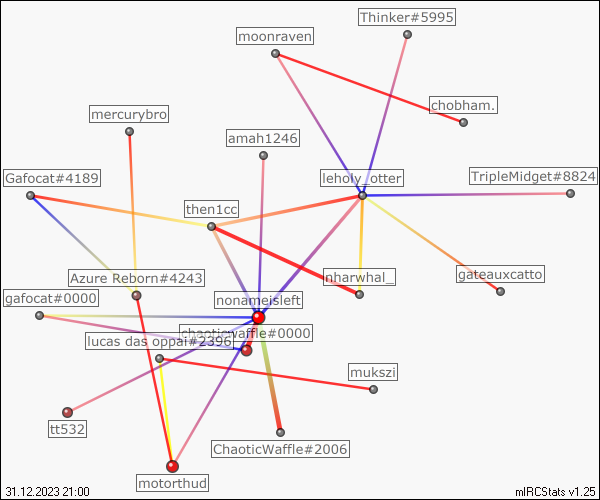 Thinker#5995
moonraven
chobham.
mercurybro
amah1246
Gafocat#4189
leholy_otter
TripleMidget#8824
then1cc
Azure Reborn#4243
nharwhal_
gateauxcatto
gafocat#0000
nonameisleft
chaoticwaffle#0000
lucas das oppai#2396
mukszi
tt532
ChaoticWaffle#2006
motorthud
31.12.2023 21:00
mIRCStats v1.25